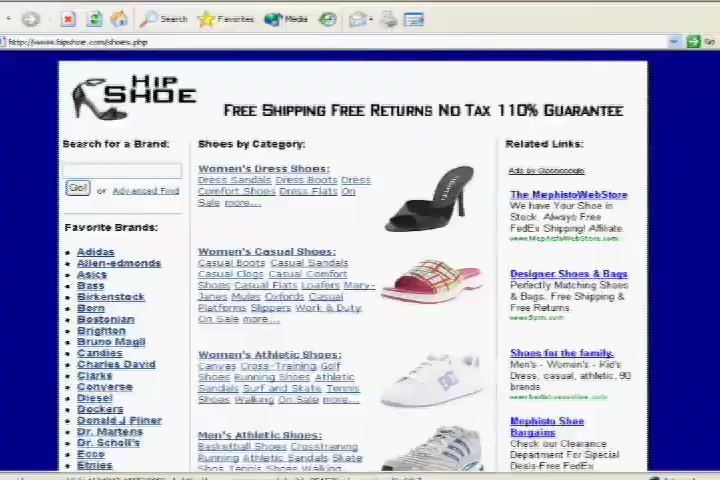 Search Favorites Media
http://www.hipshoe.com/shoes.php
Go
HIP
SHOE
FREE SHIPPING FREE RETURNS NO TAX 110% GUARANTEE
Search for a Brand:
Go! or Advanced Find
Favorite Brands:
Adidas
Allen-edmonds
Asics
Bass
Birkenstock
Born
Bostonian
Brighton
Bruno Magli
Candies
Charles David
Clarks
Converse
Diesel
Dockers
Donald J Pliner
Dr. Martens
Dr. Scholl's
Ecco
Etnies
Shoes by Category:
Women's Dress Shoes:
Dress Sandals Dress Boots Dress
Comfort Shoes Dress Flats On
Sale more...
Women's Casual Shoes:
Casual Boots Casual Sandals
Casual Clogs Casual Comfort
Shoes Casual Flats Loafers Mary-
Janes Mules Oxfords Casual
Platforms Slippers Work & Duty
On Sale more...
Women's Athletic Shoes:
Canvas Cross-Training Golf
Shoes Running Shoes Athletic
Sandals Surf and Skate Tennis
Shoes Walking On Sale more...
Men's Athletic Shoes:
Basketball Shoes Crosstraining
Running Athletic Sandals Skate
Shoes Tennis Shoes Walking
Related Links:
Ads by Goooooogle
The MephistoWebStore
We have Your Shoe in
Stock. Always Free
FedEx Shipping! Affiliate.
www.MephistoWebStore.com
Designer Shoes & Bags
Perfectly Matching Shoes
& Bags. Free Shipping &
Free Returns.
Shoes for the family.
Men's - Women's - Kid's
Dress, casual, athletic, 90
brands
Mephisto Shoe
Bargains
Check our Clearance
Department For Special
Deals-Free FedEx